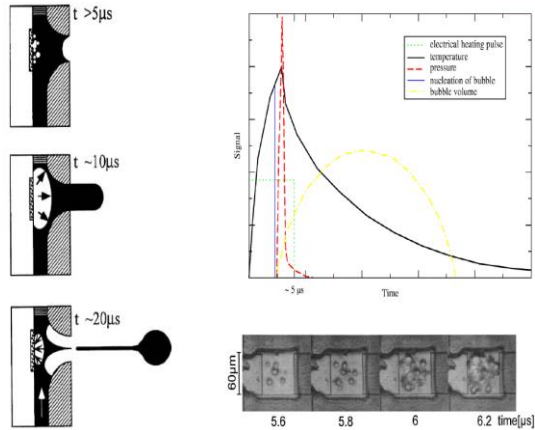 t >5µs
t ~10µs
t ~20µs
electrical heating pulse
temperature
pressure
nucleation of bubble
bubble volume
Signal
~ 5 µs
Time
60µm
5.6
5.8
6
6.2 time[µs]